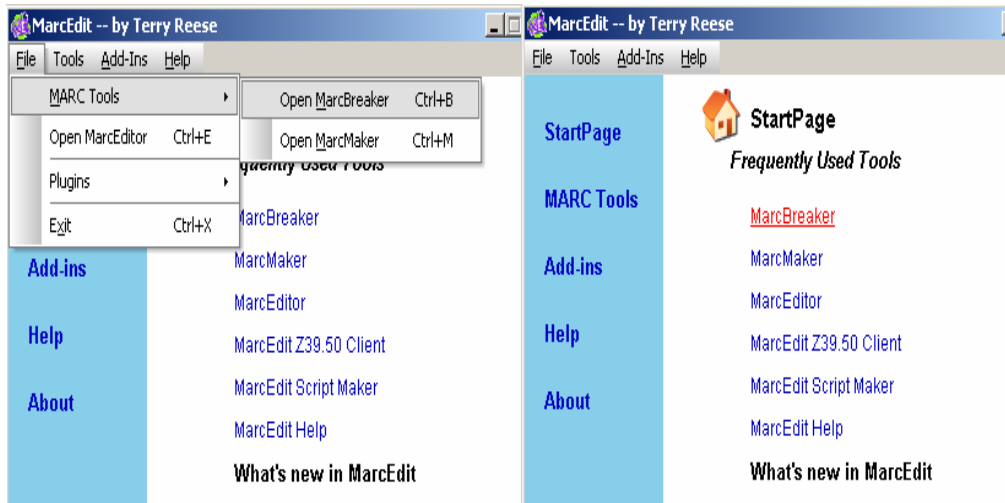 MarcEdit -- by Terry Reese
File Tools Add-Ins Help
MARC Tools
Open MarcEditor Ctrl+E
Plugins
Exit Ctrl+X
Open MarcBreaker Ctrl+B
Open MarcMaker Ctrl+M
quently Used Tools
MarcBreaker
MarcMaker
MarcEditor
MarcEdit Z39.50 Client
MarcEdit Script Maker
MarcEdit Help
What's new in MarcEdit
Add-ins
Help
About
MarcEdit -- by Terry Reese
File Tools Add-Ins Help
StartPage
MARC Tools
Add-ins
Help
About
StartPage
Frequently Used Tools
MarcBreaker
MarcMaker
MarcEditor
MarcEdit Z39.50 Client
MarcEdit Script Maker
MarcEdit Help
What's new in MarcEdit